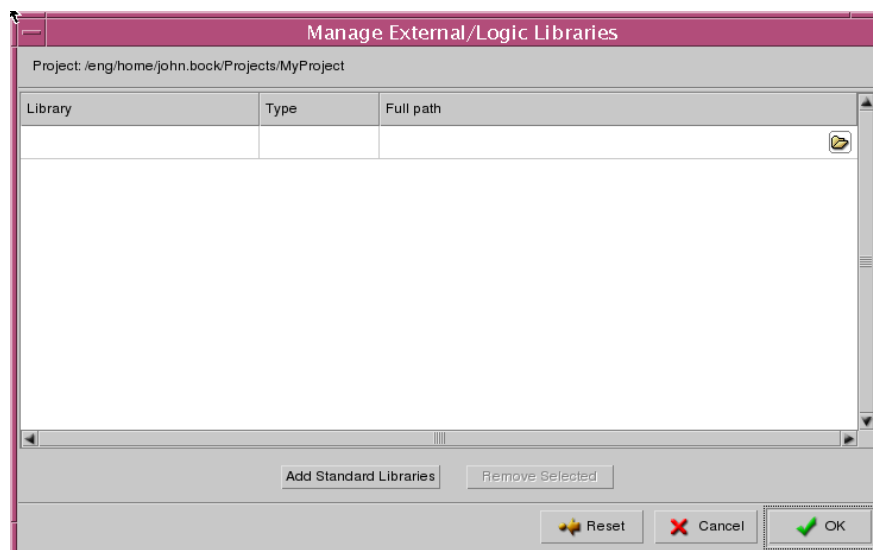 Manage External/Logic Libraries
Project: /eng/home/john.bock/Projects/MyProject
Library Type Full path
Add Standard Libraries Remove Selected
Reset Cancel OK